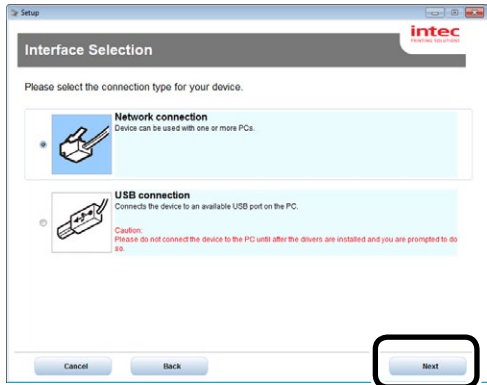 Setup
intec
PRINTING SOLUTIONS
Interface Selection
Please select the connection type for your device.
Network connection
Device can be used with one or more PCs.
USB connection
Connects the device to an available USB port on the PC.
Caution:
Please do not connect the device to the PC until after the drivers are installed and you are prompted to do
so.
Cancel
Back
Next